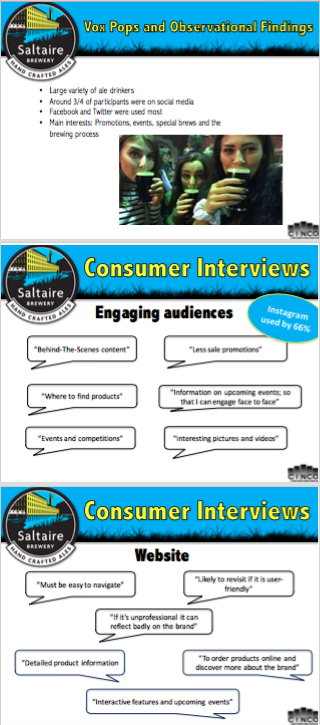 Saltaire
BREWERY
HAND CRAFTED ALES
Vox Pops and Observational Findings
• Large variety of ale drinkers
• Around 3/4 of participants were on social media
• Facebook and Twitter were used most
• Main interests: Promotions, events, special brews and the
brewing process
CINCO
Saltaire
BREWERY
HAND CRAFTED ALES
Consumer Interviews
Engaging audiences
Instagram
used by 66%
"Behind-The-Scenes content"
"Less sale promotions"
"Where to find products"
"Information on upcoming events; so
that I can engage face to face"
"Events and competitions"
"Interesting pictures and videos"
CINCO
Saltaire
BREWERY
HAND CRAFTED ALES
Consumer Interviews
Website
"Must be easy to navigate"
"Likely to revisit if it is user-
friendly"
"If it's unprofessional it can
reflect badly on the brand"
"Detailed product information
"To order products online and
discover more about the brand"
"Interactive features and upcoming events"
CINCO